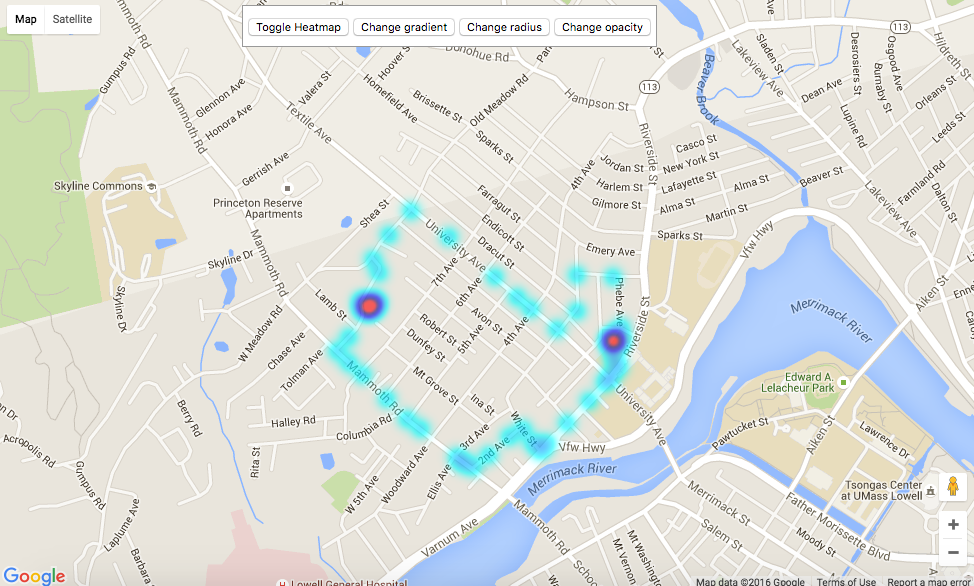 Map Satellite
Toggle Heatmap Change gradient Change radius Change opacity
Mammoth Rd
Gumpus Rd
Glennon Ave
Honora Ave
Valera St
Hoover St
Homefield Ave
Donohue Rd
Brissette St
Old Meadow Rd
Hampson St
113
113
Riverside St
Beaver Brook
Lakeview Ave
Sladen St
Desrosiers St
Osgood Ave
Burnaby St
Hildreth St
Dean Ave
Orleans St
Leeds St
Lupine Rd
Textile Ave
Mammoth Rd
Sparks St
Casco St
New York St
Jordan St
Harlem St
Lafayette St
Gilmore St
Alma St
Alma St
Beaver St
Martin St
Lakeview Ave
Farmland Rd
Dalton St
4th Ave
Gerrish Ave
Skyline Commons
Princeton Reserve
Apartments
Shea St
Farragut St
Endicott St
Dracut St
University Ave
Sparks St
Emery Ave
Vfw Hwy
Skyline Dr
Skyline Dr
Mammoth Rd
7th Ave
6th Ave
5th Ave
4th Ave
Avon St
Robert St
Dunfey St
Phebe Ave
Riverside St
Merrimack River
Aiken St
Lamb St
W Meadow Rd
Chase Ave
Tolman Ave
Mammoth Rd
Mt Grove St
Ina St
White St
3rd Ave
2nd Ave
University Ave
Edward A.
Lelacheur Park
Berry Rd
Halley Rd
Columbia Rd
Rita St
Acropolis Rd
Gumpus Rd
W 5th Ave
Woodward Ave
Ellis Ave
Vfw Hwy
Merrimack River
Pawtucket St
Aiken St
Lawrence Dr
Tsongas Center
at UMass Lowell
Laplume Ave
Varnum Ave
Mammoth Rd
Merrimack St
Salem St
Father Morissette Blvd
Moody St
Mt Washington
Mt Vernon
Lowell General Hospital
Google
Map data ©2016 Google Terms of Use Report a map error